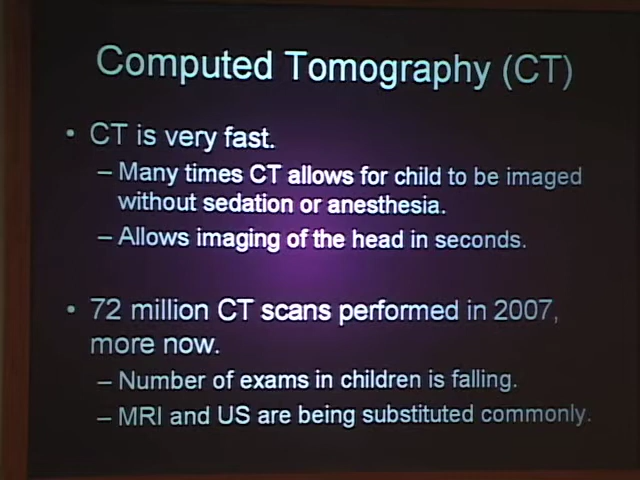 Computed Tomography (CT)
• CT is very fast.
– Many times CT allows for child to be imaged
without sedation or anesthesia.
– Allows imaging of the head in seconds.
• 72 million CT scans performed in 2007,
more now.
– Number of exams in children is falling.
– MRI and US are being substituted commonly.